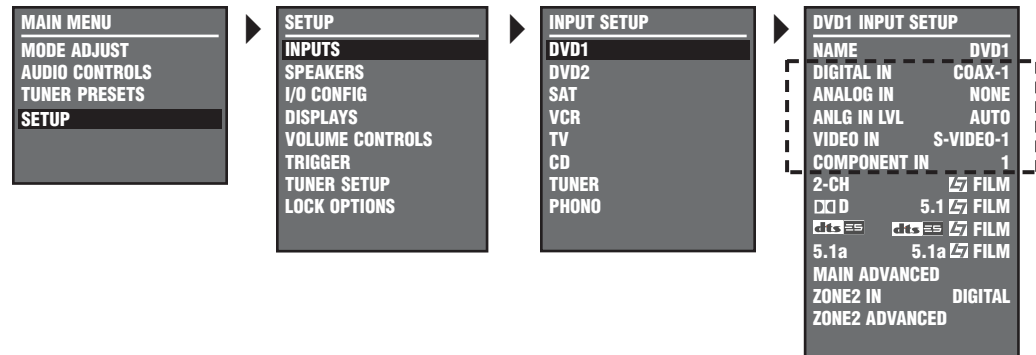 MAIN MENU
MODE ADJUST
AUDIO CONTROLS
TUNER PRESETS
SETUP
SETUP
INPUTS
SPEAKERS
I/O CONFIG
DISPLAYS
VOLUME CONTROLS
TRIGGER
TUNER SETUP
LOCK OPTIONS
INPUT SETUP
DVD1
DVD2
SAT
VCR
TV
CD
TUNER
PHONO
DVD1 INPUT SETUP
NAME DVD1
DIGITAL IN COAX-1
ANALOG IN NONE
ANLG IN LVL AUTO
VIDEO IN S-VIDEO-1
COMPONENT IN 1
2-CH L7 FILM
D 5.1 L7 FILM
dts ES dts ES L7 FILM
5.1a 5.1a L7 FILM
MAIN ADVANCED
ZONE2 IN DIGITAL
ZONE2 ADVANCED